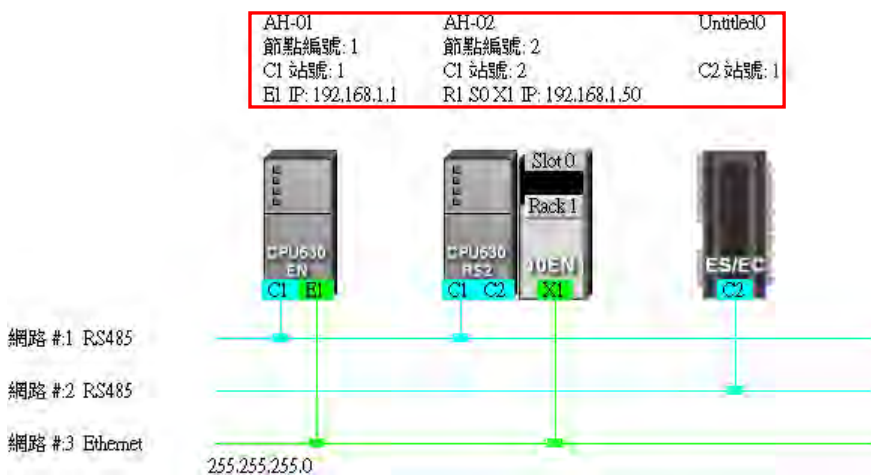 AH-01 AH-02 Untitled0
節點編號: 1 節點編號: 2
C1 站號: 1 C1 站號: 2 C2 站號: 1
E1 IP: 192.168.1.1 R1 S0 X1 IP: 192.168.1.50
Slot 0
Rack 1
CPU530 EN
CPU530 RS2
10EN
ES/EC
C1 E1 C1 C2 X1 C2
網路 #:1 RS485
網路 #:2 RS485
網路 #:3 Ethernet
255.255.255.0